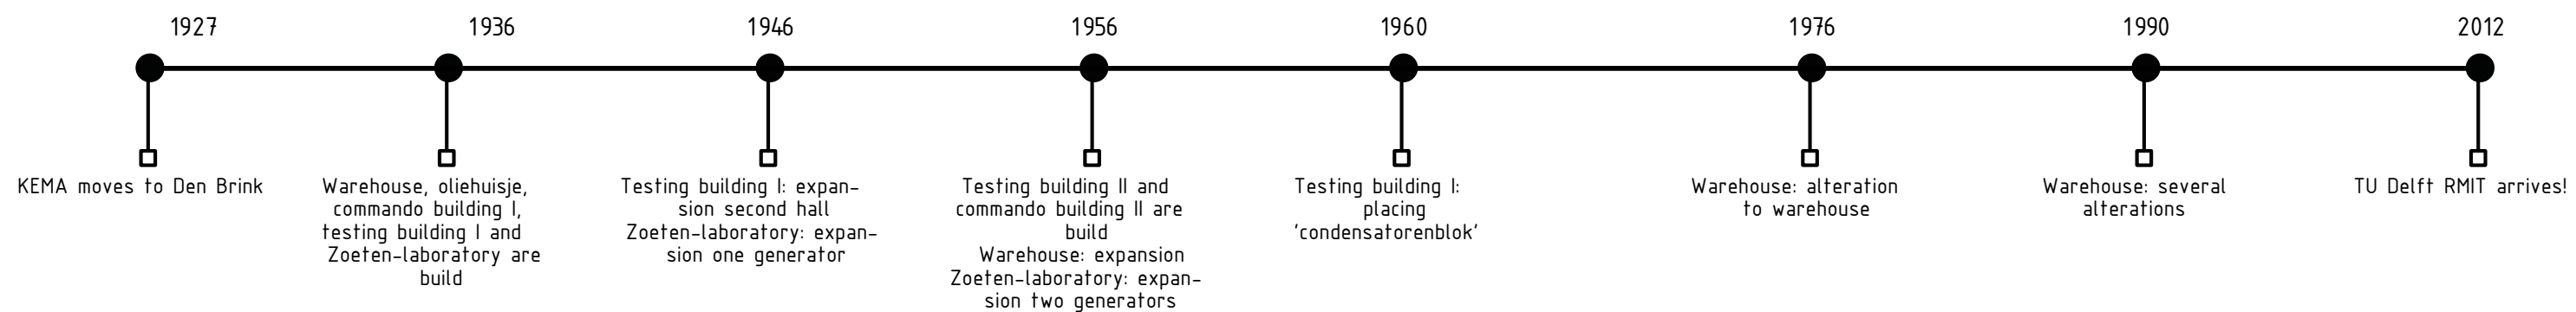 1927
1936
1946
1956
1960
1976
1990
2012
KEMA moves to Den Brink
Warehouse, oliehuisje,
commando building I,
testing building I and
Zoeten-laboratory are
build
Testing building I: expan-
sion second hall
Zoeten-laboratory: expan-
sion one generator
Testing building II and
commando building II are
build
Warehouse: expansion
Zoeten-laboratory: expan-
sion two generators
Testing building I:
placing
'condensatorenblok'
Warehouse: alteration
to warehouse
Warehouse: several
alterations
TU Delft RMIT arrives!